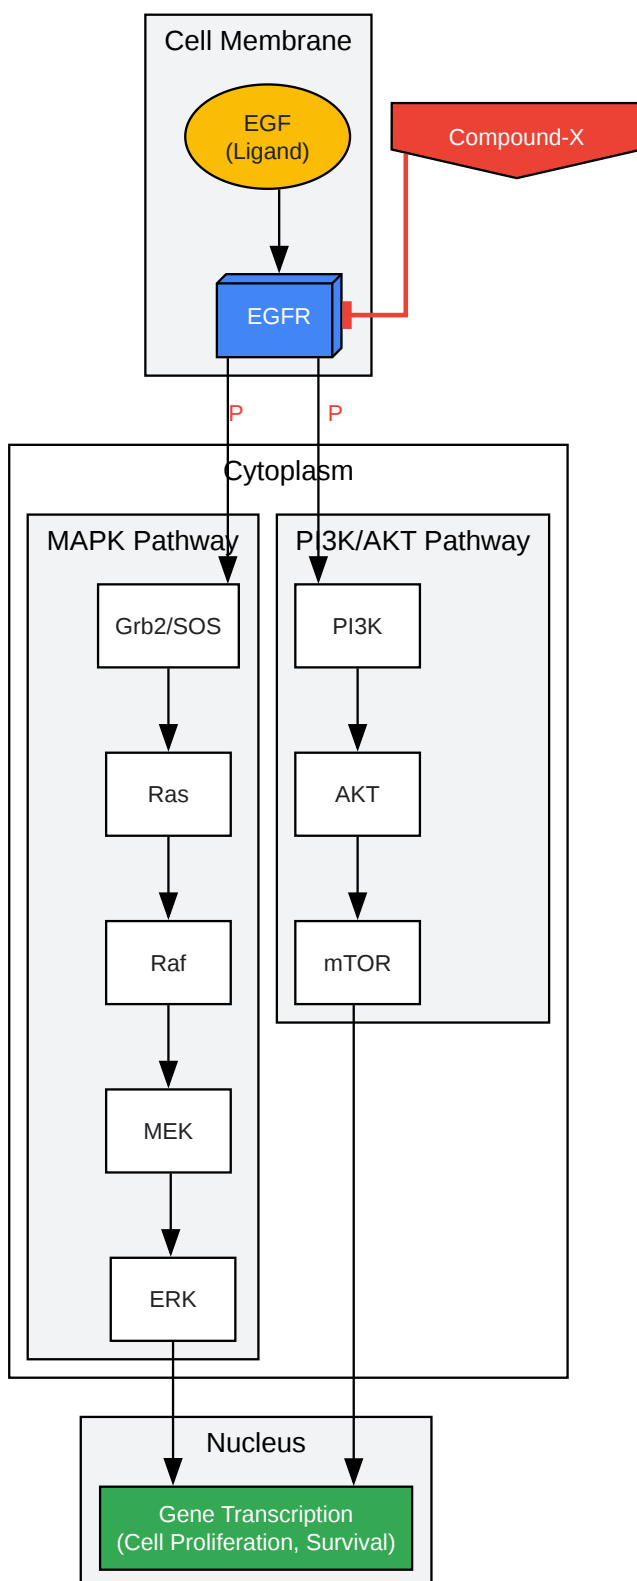 Cell Membrane
EGF
(Ligand)
Compound-X
EGFR
P
P
Cytoplasm
MAPK Pathway
PI3K/AKT Pathway
Grb2/SOS
PI3K
Ras
AKT
Raf
mTOR
MEK
ERK
Nucleus
Gene Transcription
(Cell Proliferation, Survival)